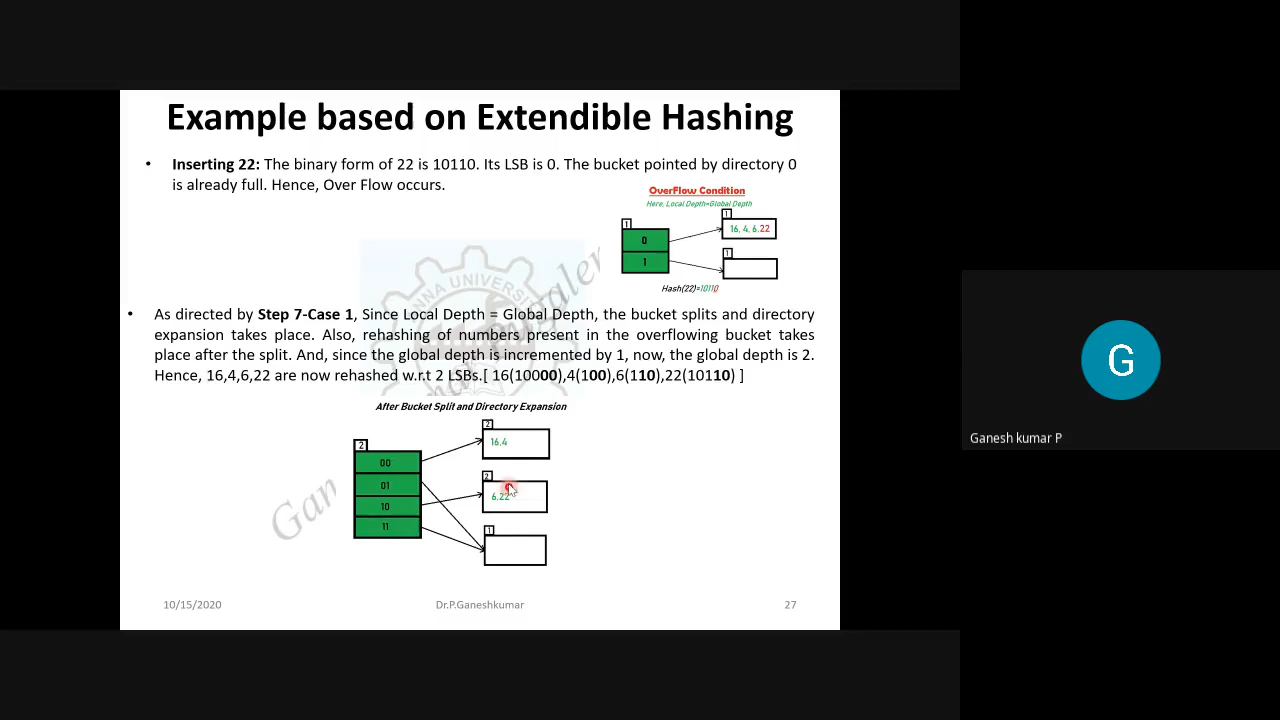 Example based on Extendible Hashing
• Inserting 22: The binary form of 22 is 10110. Its LSB is 0. The bucket pointed by directory 0
is already full. Hence, Over Flow occurs.
OverFlow Condition
Here, Local Depth=Global Depth
1
1
0
16, 4, 6,22
1
1
Hash(22)=10110
NNA UNIVERS
• As directed by Step 7-Case 1, Since Local Depth = Global Depth, the bucket splits and directory
expansion takes place. Also, rehashing of numbers present in the overflowing bucket takes
place after the split. And, since the global depth is incremented by 1, now, the global depth is 2.
Hence, 16,4,6,22 are now rehashed w.r.t 2 LSBs.[ 16(10000),4(100),6(110),22(10110) ]
After Bucket Split and Directory Expansion
2
2
00
16,4
01
2
10
6,22
11
1
Gan
10/15/2020
Dr.P.Ganeshkumar
27
G
Ganesh kumar P